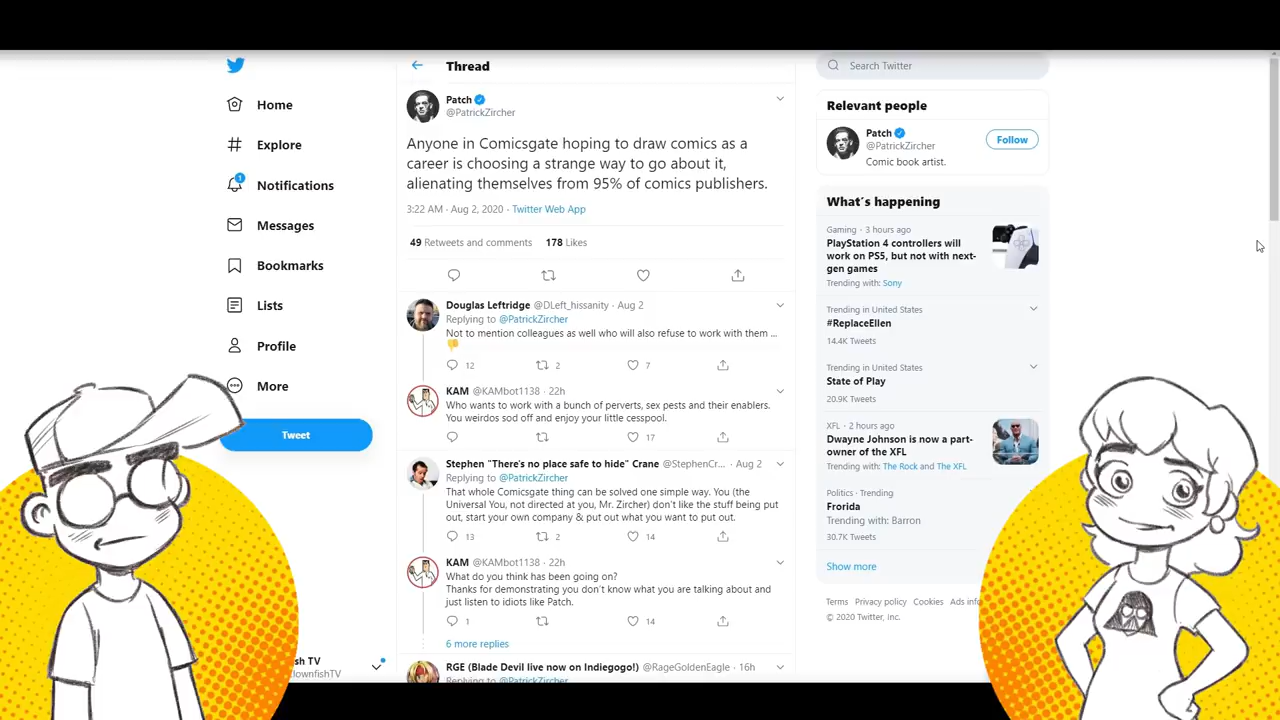 Home
Explore
1
Notifications
Messages
Bookmarks
Lists
Profile
More
Tweet
sh TV
lownfishTV
Thread
Patch
@PatrickZircher
Anyone in Comicsgate hoping to draw comics as a
career is choosing a strange way to go about it,
alienating themselves from 95% of comics publishers.
3:22 AM · Aug 2, 2020 · Twitter Web App
49 Retweets and comments 178 Likes
Douglas Leftridge @DLeft_hissanity · Aug 2
Replying to @PatrickZircher
Not to mention colleagues as well who will also refuse to work with them ...
12 2 7
KAM @KAMbot1138 · 22h
Who wants to work with a bunch of perverts, sex pests and their enablers.
You weirdos sod off and enjoy your little cesspool.
17
Stephen "There's no place safe to hide" Crane @StephenCr... · Aug 2
Replying to @PatrickZircher
That whole Comicsgate thing can be solved one simple way. You (the
Universal You, not directed at you, Mr. Zircher) don't like the stuff being put
out, start your own company & put out what you want to put out.
13 2 14
KAM @KAMbot1138 · 22h
What do you think has been going on?
Thanks for demonstrating you don't know what you are talking about and
just listen to idiots like Patch.
1 14
6 more replies
RGE (Blade Devil live now on Indiegogo!) @RageGoldenEagle · 16h
Replying to @PatrickZircher
Search Twitter
Relevant people
Patch
@PatrickZircher
Follow
Comic book artist.
What's happening
Gaming · 3 hours ago
PlayStation 4 controllers will
work on PS5, but not with next-
gen games
Trending with: Sony
Trending in United States
#ReplaceEllen
14.4K Tweets
Trending in United States
State of Play
20.9K Tweets
XFL · 2 hours ago
Dwayne Johnson is now a part-
owner of the XFL
Trending with: The Rock and The XFL
Politics · Trending
Frorida
Trending with: Barron
30.7K Tweets
Show more
Terms Privacy policy Cookies Ads info
© 2020 Twitter, Inc.